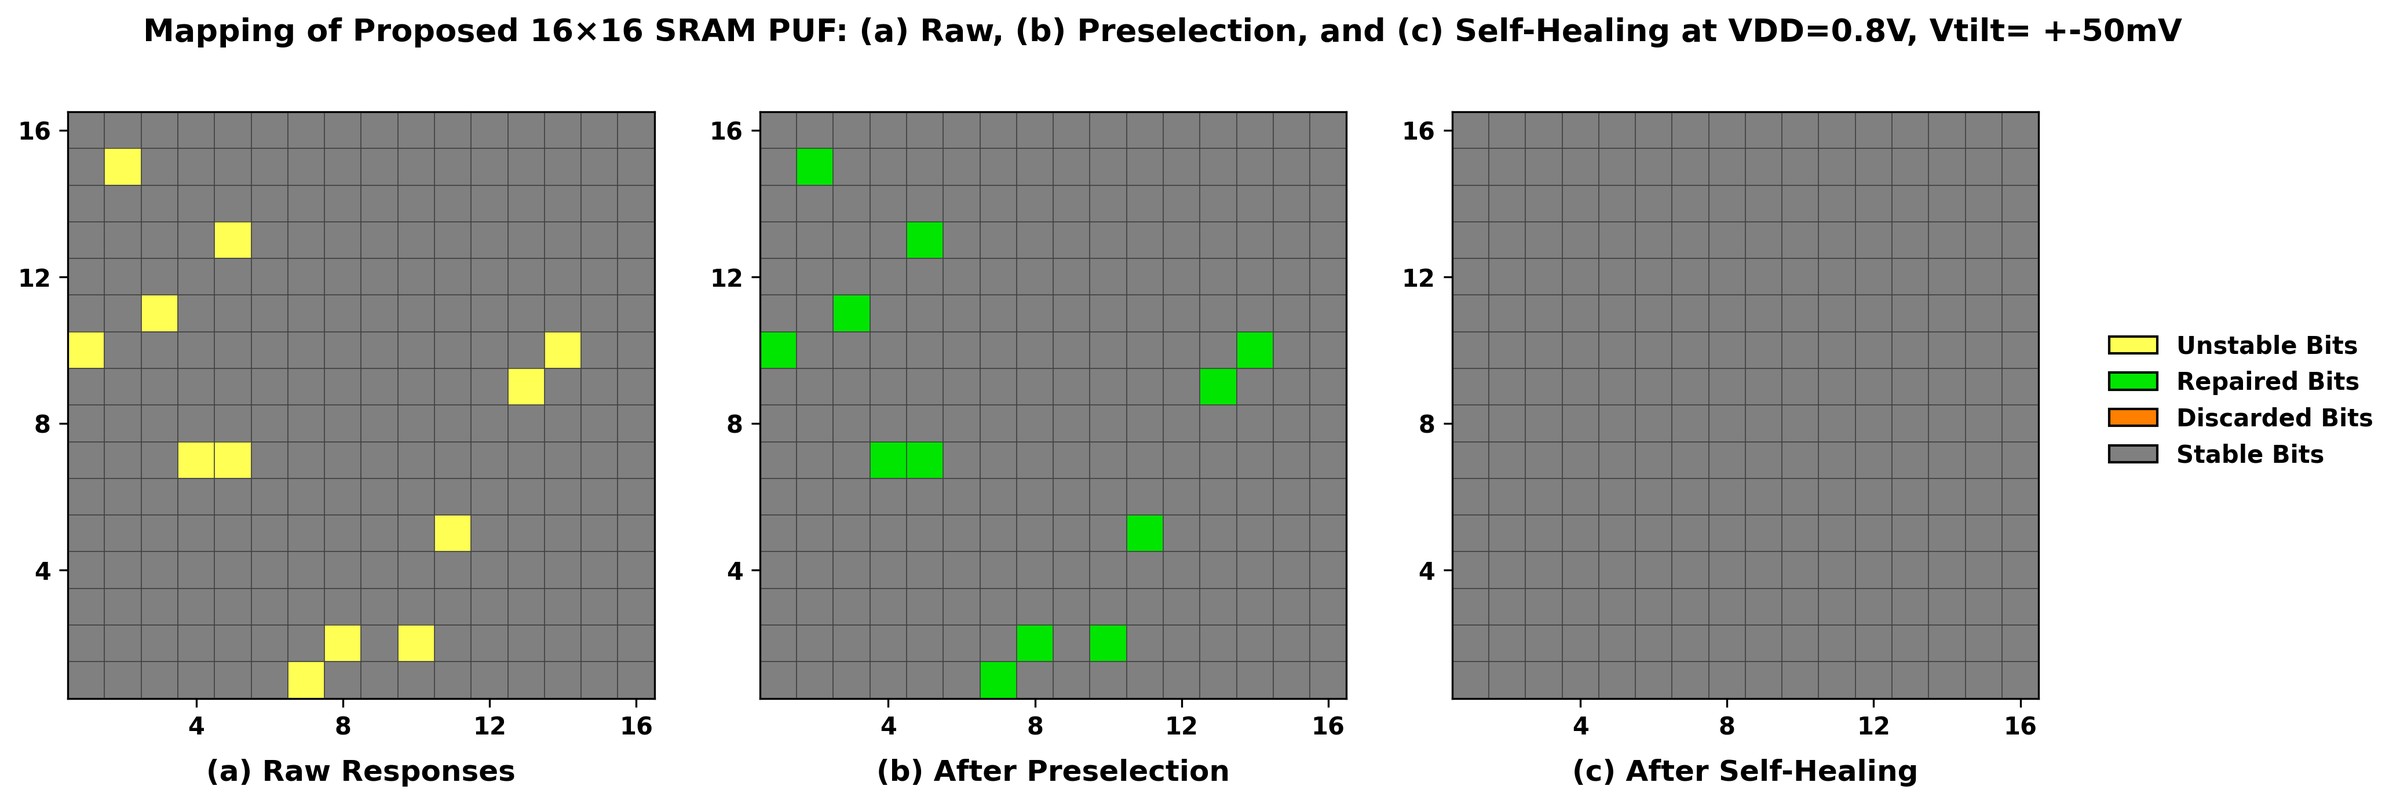 Mapping of Proposed 16×16 SRAM PUF: (a) Raw, (b) Preselection, and (c) Self-Healing at VDD=0.8V, Vtilt= +-50mV
16
12
8
4
4 8 12 16
(a) Raw Responses
16
12
8
4
4 8 12 16
(b) After Preselection
16
12
8
4
4 8 12 16
(c) After Self-Healing
Unstable Bits
Repaired Bits
Discarded Bits
Stable Bits